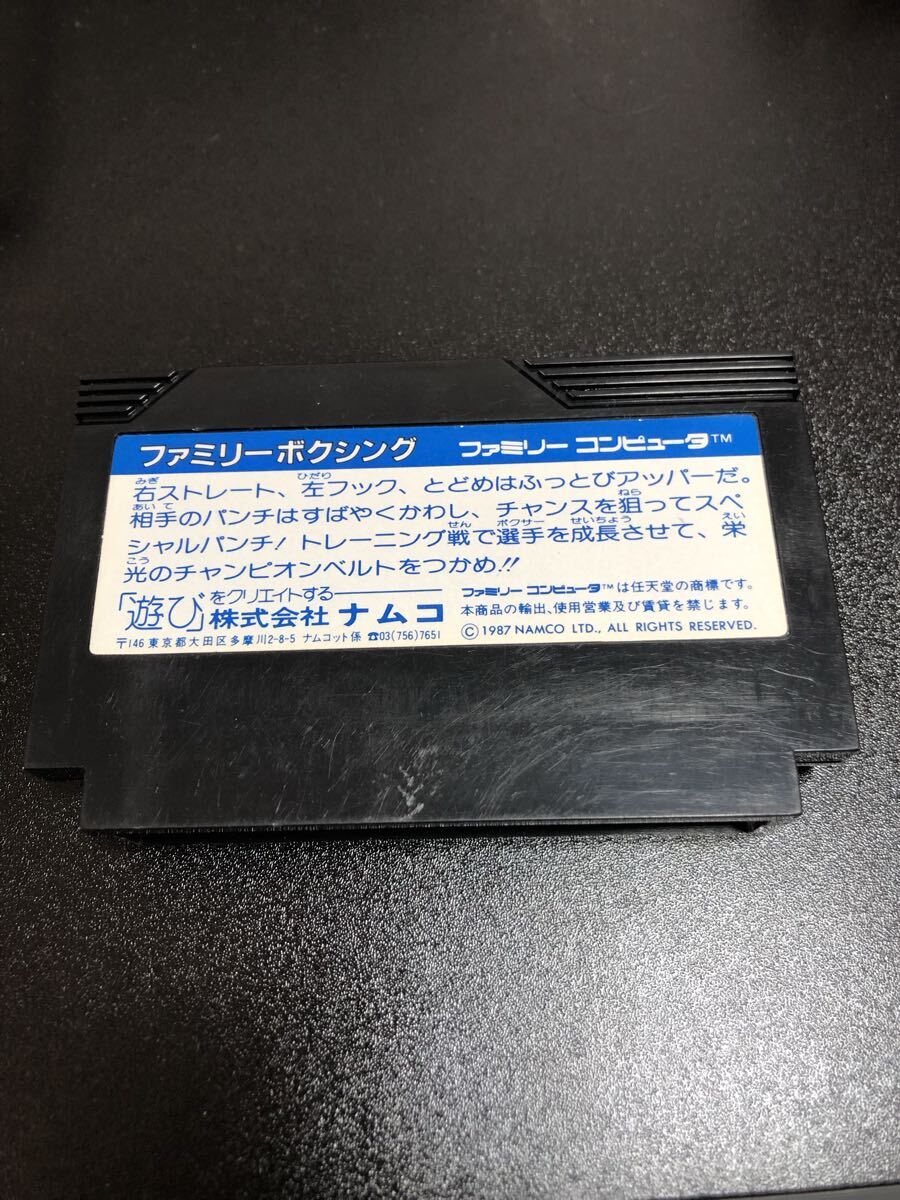 ファミリーボクシング ファミリー コンピュータ™
右ストレート、左フック、とどめはふっとびアッパーだ。
相手のパンチはすばやくかわし、チャンスを狙ってスペ
シャルパンチ! トレーニング戦で選手を成長させて、栄
光のチャンピオンベルトをつかめ!!
「遊び」をクリエイトする——株式会社 ナムコ
〒146 東京都大田区多摩川2-8-5 ナムコット係 ☎03(756)7651
ファミリー コンピュータ™は任天堂の商標です。
本商品の輸出、使用営業及び賃貸を禁じます。
Ⓒ1987 NAMCO LTD., ALL RIGHTS RESERVED.